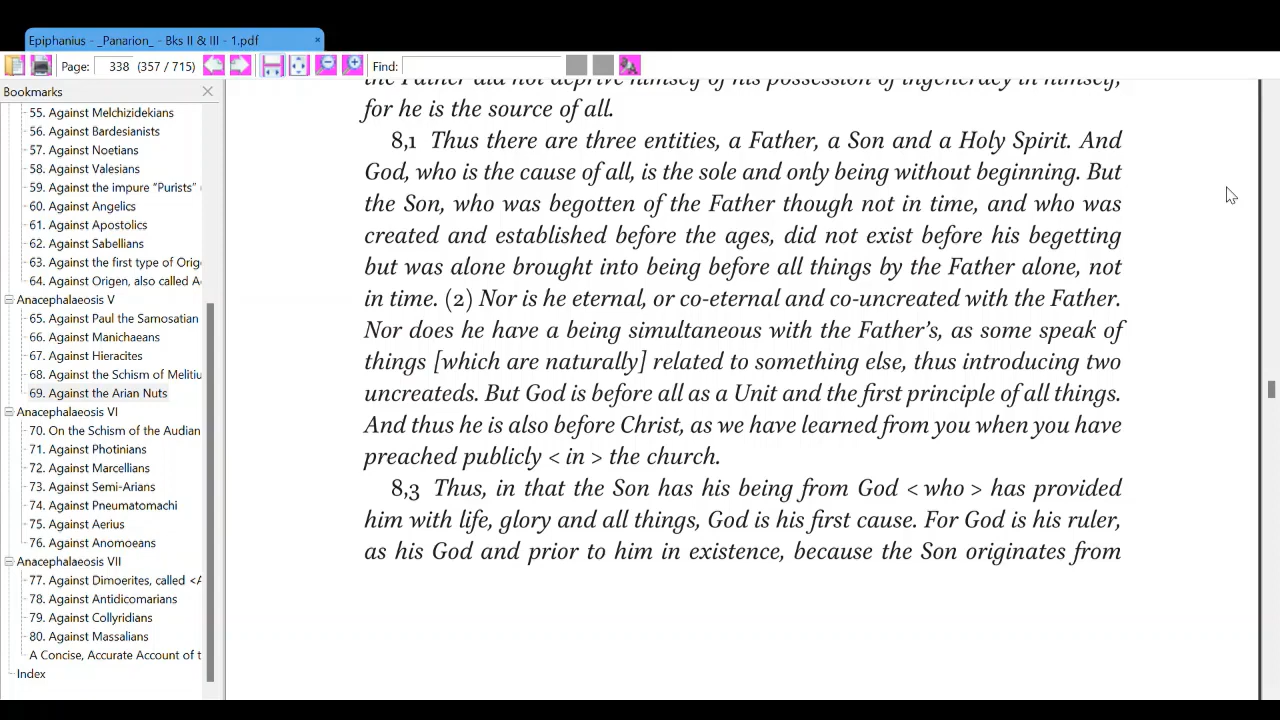 Epiphanius - _Panarion_ - Bks II & III - 1.pdf
Page: 338 (357 / 715) Find:
Bookmarks
55. Against Melchizidekians
56. Against Bardesianists
57. Against Noetians
58. Against Valesians
59. Against the impure “Purists”
60. Against Angelics
61. Against Apostolics
62. Against Sabellians
63. Against the first type of Orig
64. Against Origen, also called A
Anacephalaeosis V
65. Against Paul the Samosatian
66. Against Manichaeans
67. Against Hieracites
68. Against the Schism of Melitiu
69. Against the Arian Nuts
Anacephalaeosis VI
70. On the Schism of the Audian
71. Against Photinians
72. Against Marcellians
73. Against Semi-Arians
74. Against Pneumatomachi
75. Against Aerius
76. Against Anomoeans
Anacephalaeosis VII
77. Against Dimoerites, called <A
78. Against Antidicomarians
79. Against Collyridians
80. Against Massalians
A Concise, Accurate Account of t
Index
the Father did not deprive himself of his possession of ingeneracy in himself,
for he is the source of all.
8,1 Thus there are three entities, a Father, a Son and a Holy Spirit. And
God, who is the cause of all, is the sole and only being without beginning. But
the Son, who was begotten of the Father though not in time, and who was
created and established before the ages, did not exist before his begetting
but was alone brought into being before all things by the Father alone, not
in time. (2) Nor is he eternal, or co-eternal and co-uncreated with the Father.
Nor does he have a being simultaneous with the Father’s, as some speak of
things [which are naturally] related to something else, thus introducing two
uncreateds. But God is before all as a Unit and the first principle of all things.
And thus he is also before Christ, as we have learned from you when you have
preached publicly < in > the church.
8,3 Thus, in that the Son has his being from God < who > has provided
him with life, glory and all things, God is his first cause. For God is his ruler,
as his God and prior to him in existence, because the Son originates from